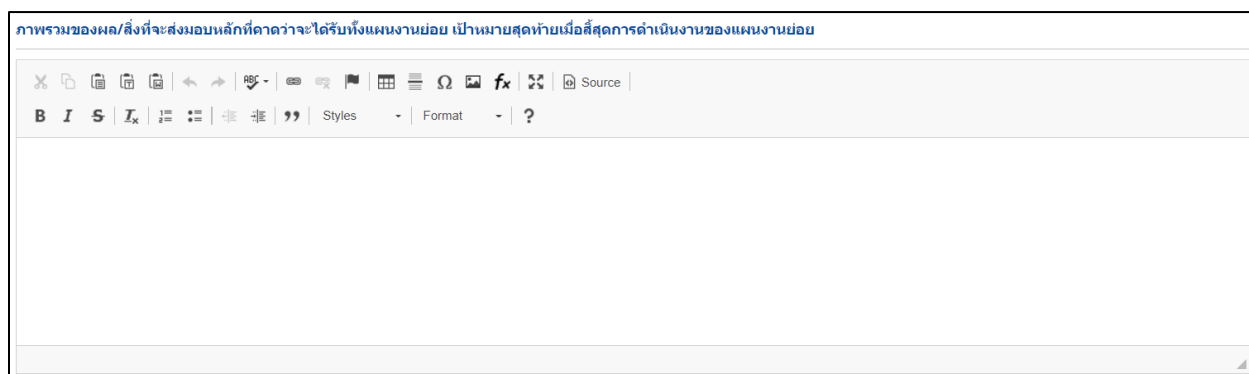 ภาพรวมของผล/สิ่งที่จะส่งมอบหลักที่คาดว่าจะได้รับทั้งแผนงานย่อย เป้าหมายสุดท้ายเมื่อสิ้สุดการดำเนินงานของแผนงานย่อย
ABC Ω fx Source
B I S Ix Styles Format ?